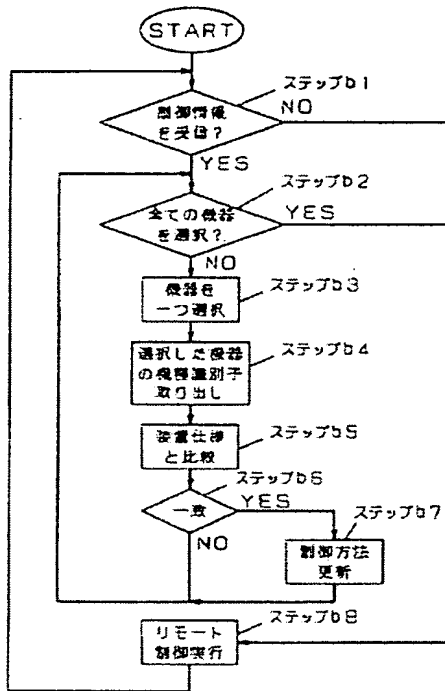 START
ステップb1
制御情報
を受信?
NO
YES
ステップb2
全ての機器
を選択?
YES
NO
ステップb3
機器を
一つ選択
ステップb4
選択した機器
の機種識別子
取り出し
ステップb5
装置仕様
と比較
ステップb6
一致
YES
NO
ステップb7
制御方法
更新
ステップb8
リモート
制御実行